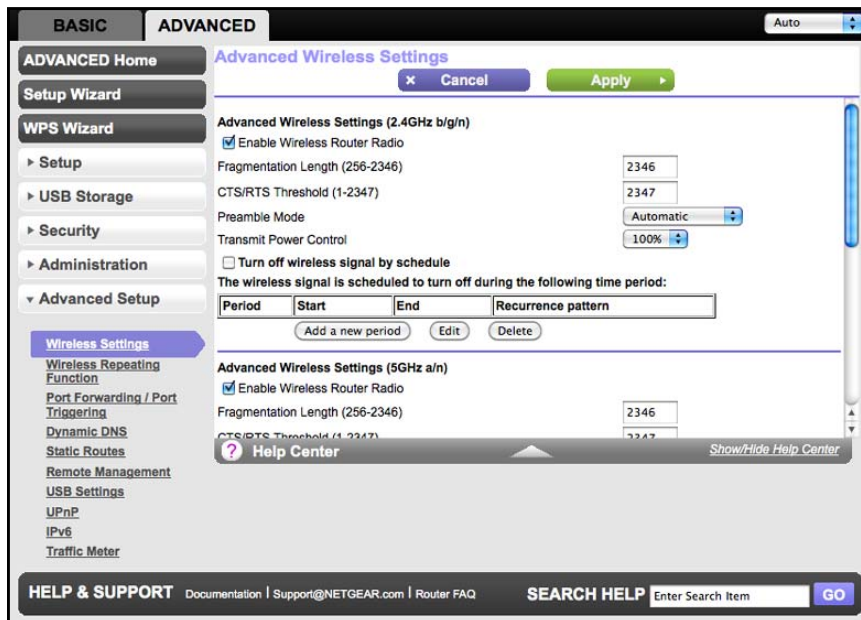 BASIC
ADVANCED
Auto
ADVANCED Home
Setup Wizard
WPS Wizard
Setup
USB Storage
Security
Administration
Advanced Setup
Wireless Settings
Wireless Repeating
Function
Port Forwarding / Port
Triggering
Dynamic DNS
Static Routes
Remote Management
USB Settings
UPnP
IPv6
Traffic Meter
Advanced Wireless Settings
× Cancel
Apply
Advanced Wireless Settings (2.4GHz b/g/n)
Enable Wireless Router Radio
Fragmentation Length (256-2346) 2346
CTS/RTS Threshold (1-2347) 2347
Preamble Mode Automatic
Transmit Power Control 100%
Turn off wireless signal by schedule
The wireless signal is scheduled to turn off during the following time period:
Period Start End Recurrence pattern
Add a new period Edit Delete
Advanced Wireless Settings (5GHz a/n)
Enable Wireless Router Radio
Fragmentation Length (256-2346) 2346
CTS/RTS Threshold (1-2347) 2347
? Help Center Show/Hide Help Center
HELP & SUPPORT Documentation | Support@NETGEAR.com | Router FAQ SEARCH HELP Enter Search Item GO